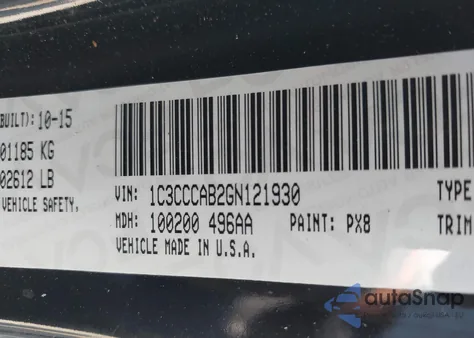 (BUILT): 10-15
01185 KG
02612 LB
VEHICLE SAFETY.
VIN: 1C3CCCAB2GN121930
TYPE
MDH: 100200 496AA
PAINT: PX8
TRIM
VEHICLE MADE IN U.S.A.
autoSnap